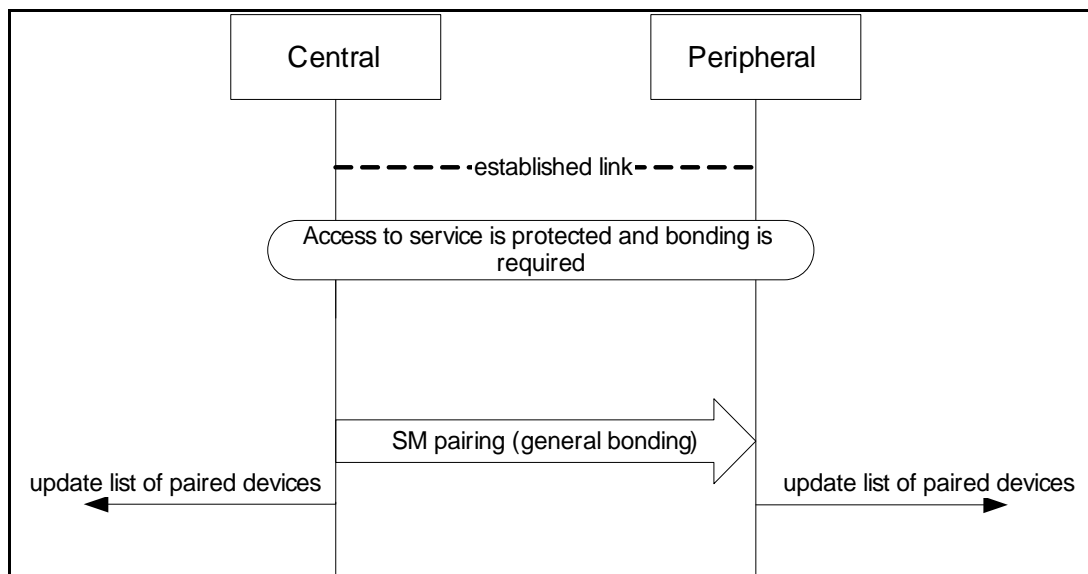 Central
Peripheral
established link
Access to service is protected and bonding is
required
SM pairing (general bonding)
update list of paired devices
update list of paired devices